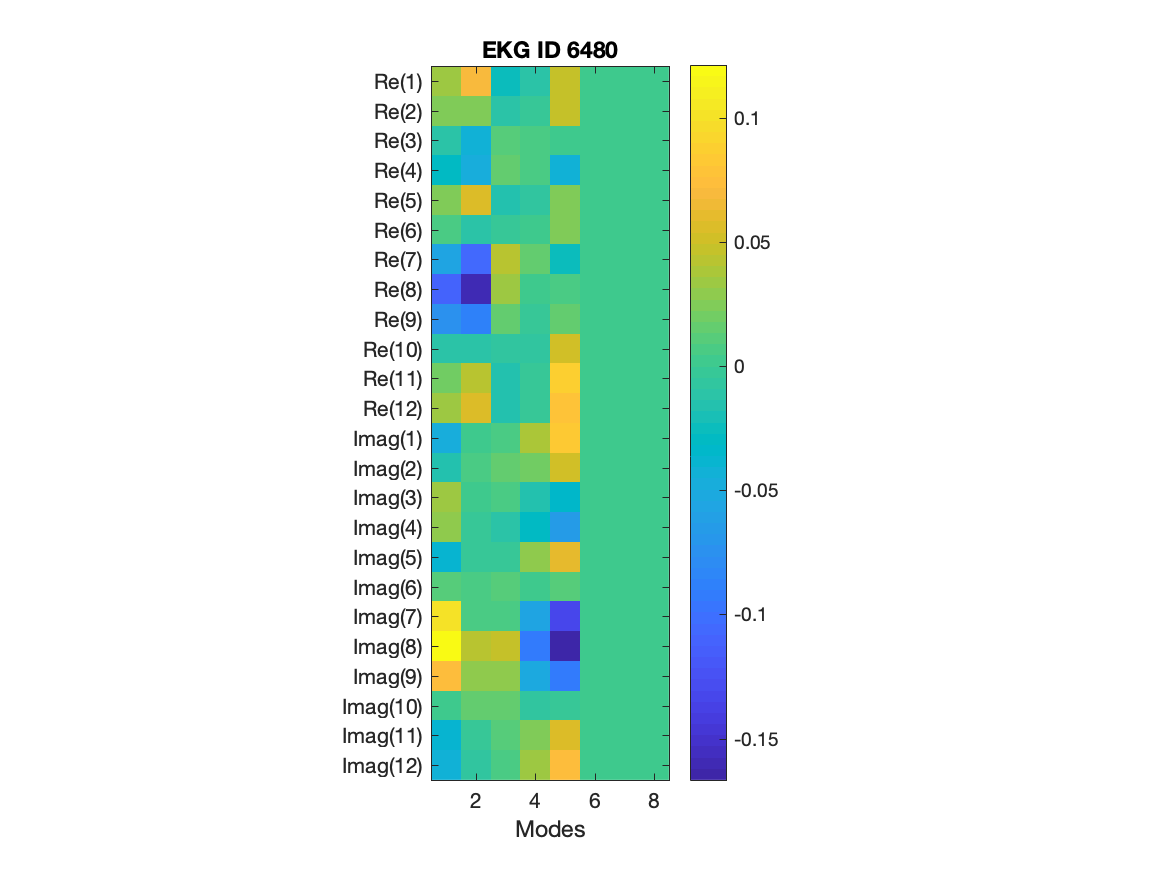 EKG ID 6480
Re(1)
Re(2)
Re(3)
Re(4)
Re(5)
Re(6)
Re(7)
Re(8)
Re(9)
Re(10)
Re(11)
Re(12)
Imag(1)
Imag(2)
Imag(3)
Imag(4)
Imag(5)
Imag(6)
Imag(7)
Imag(8)
Imag(9)
Imag(10)
Imag(11)
Imag(12)
2 4 6 8
Modes
0.1
0.05
0
-0.05
-0.1
-0.15